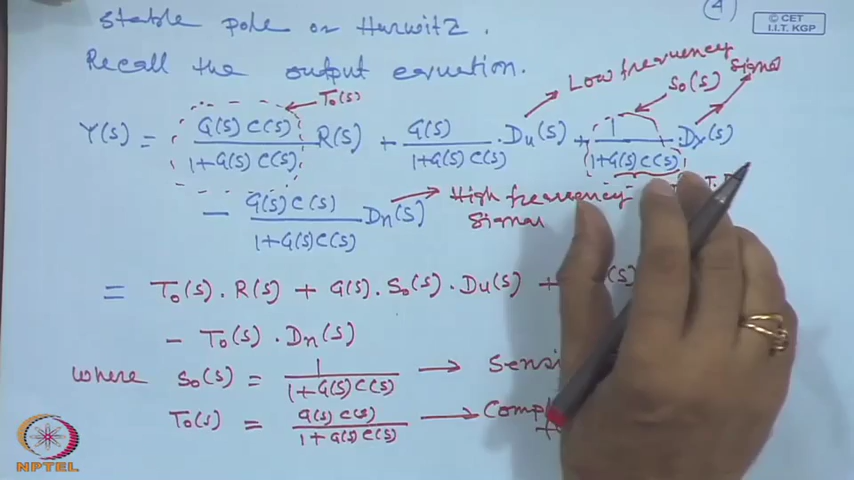 stable pole or Hurwitz.
(4)
© CET
I.I.T. KGP
Recall the output equation.
Low frequency signal
T₀(s)
S₀(s)
Y(s) = G(s) C(s) / 1+G(s) C(s) R(s) + G(s) / 1+G(s) C(s) · Du(s) + 1 / 1+G(s) C(s) · Dy(s)
- G(s) C(s) / 1+G(s) C(s) Dn(s)
High frequency signal
= T₀(s) · R(s) + G(s) · S₀(s) · Du(s) +
- T₀(s) · Dn(s)
where S₀(s) = 1 / 1+G(s) C(s) → Sensi
T₀(s) = G(s) C(s) / 1+G(s) C(s) → Comp
NPTEL